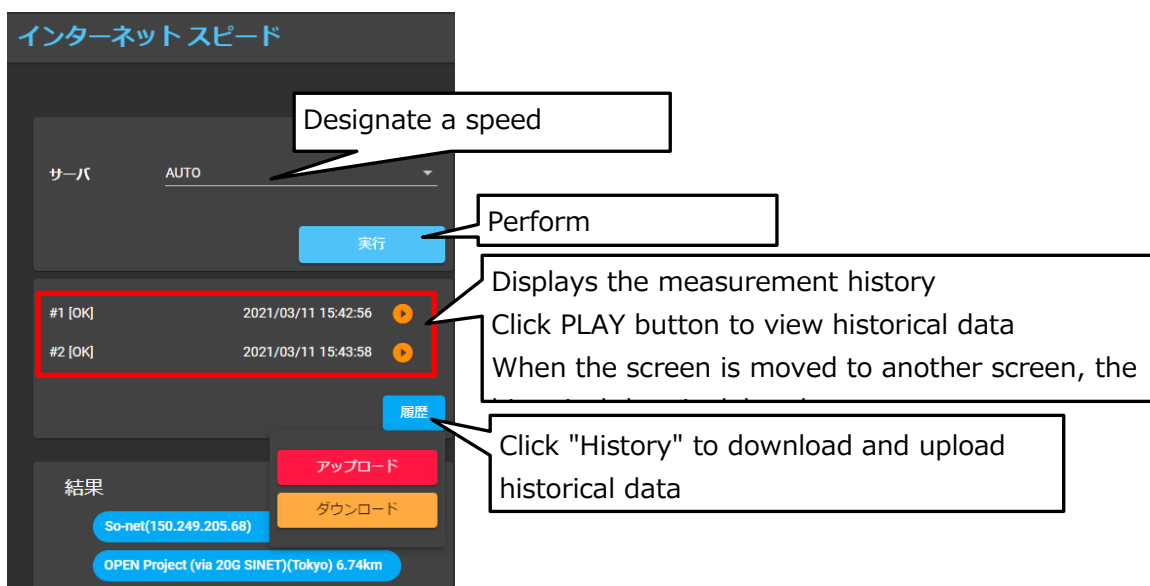 インターネット スピード
Designate a speed
サーバ AUTO
Perform
実行
Displays the measurement history
Click PLAY button to view historical data
When the screen is moved to another screen, the
#1 [OK] 2021/03/11 15:42:56
#2 [OK] 2021/03/11 15:43:58
履歴
Click "History" to download and upload
historical data
アップロード
結果
ダウンロード
So-net(150.249.205.68)
OPEN Project (via 20G SINET)(Tokyo) 6.74km